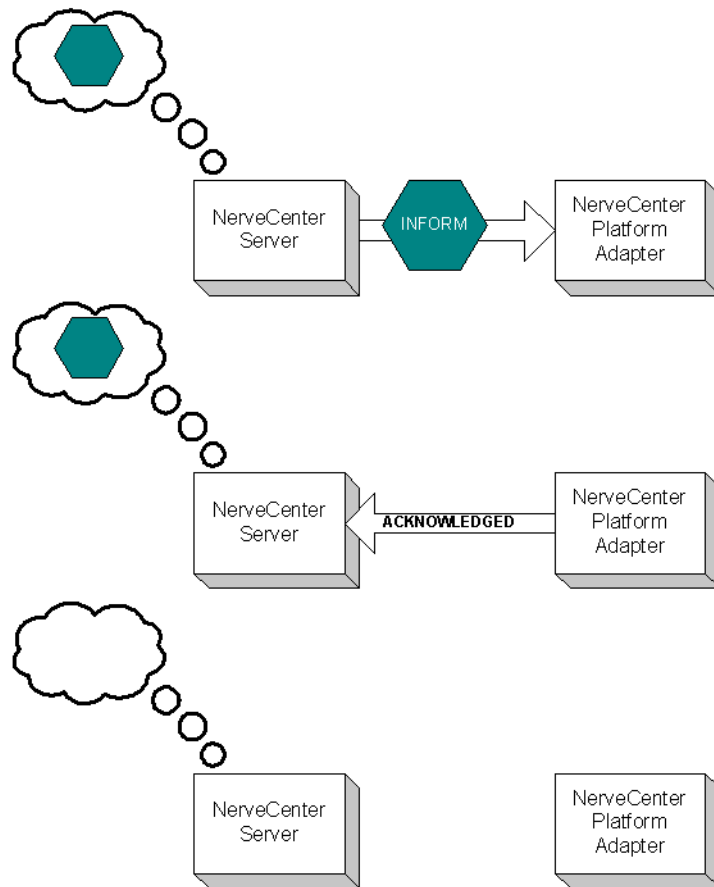 NerveCenter
Server
INFORM
NerveCenter
Platform
Adapter
NerveCenter
Server
ACKNOWLEDGED
NerveCenter
Platform
Adapter
NerveCenter
Server
NerveCenter
Platform
Adapter